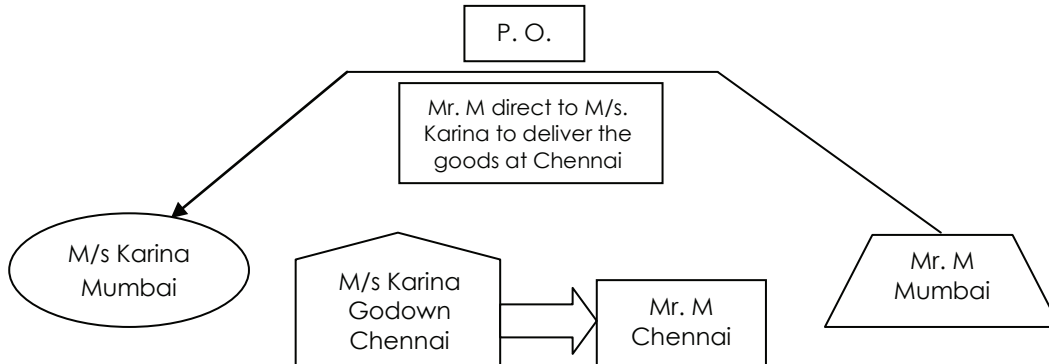 P. O.
Mr. M direct to M/s.
Karina to deliver the
goods at Chennai
M/s Karina
Mumbai
M/s Karina
Godown
Chennai
Mr. M
Chennai
Mr. M
Mumbai